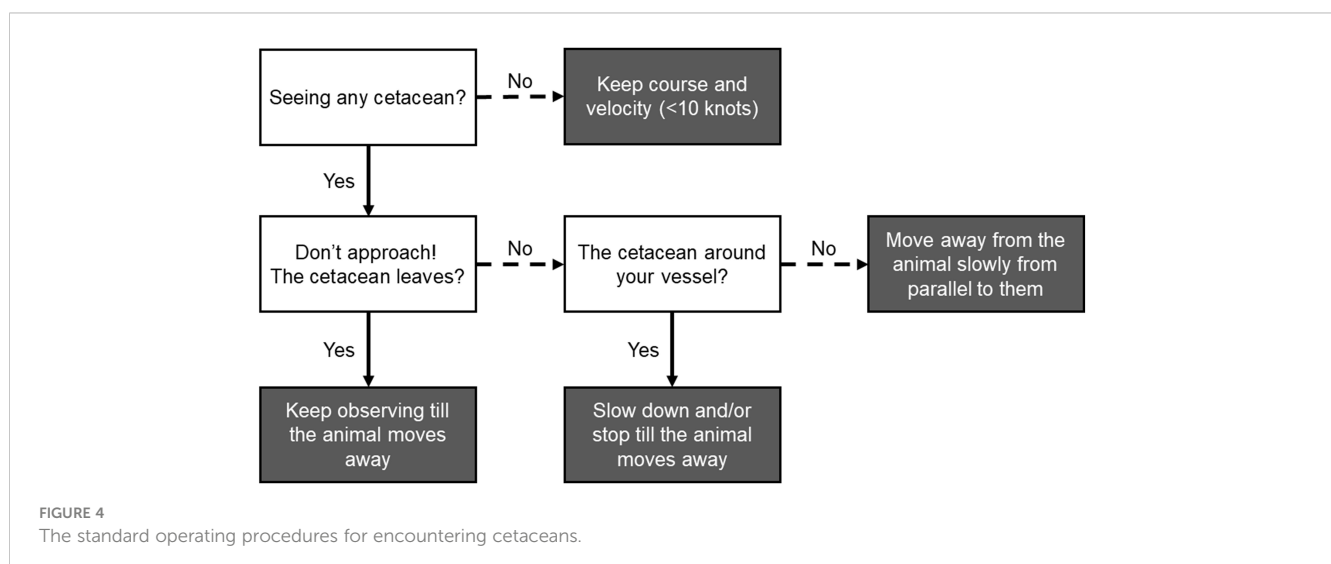 Seeing any cetacean?
No
Keep course and
velocity (<10 knots)
Yes
Don’t approach!
The cetacean leaves?
No
The cetacean around
your vessel?
No
Move away from the
animal slowly from
parallel to them
Yes
Yes
Keep observing till
the animal moves
away
Slow down and/or
stop till the animal
moves away
FIGURE 4
The standard operating procedures for encountering cetaceans.